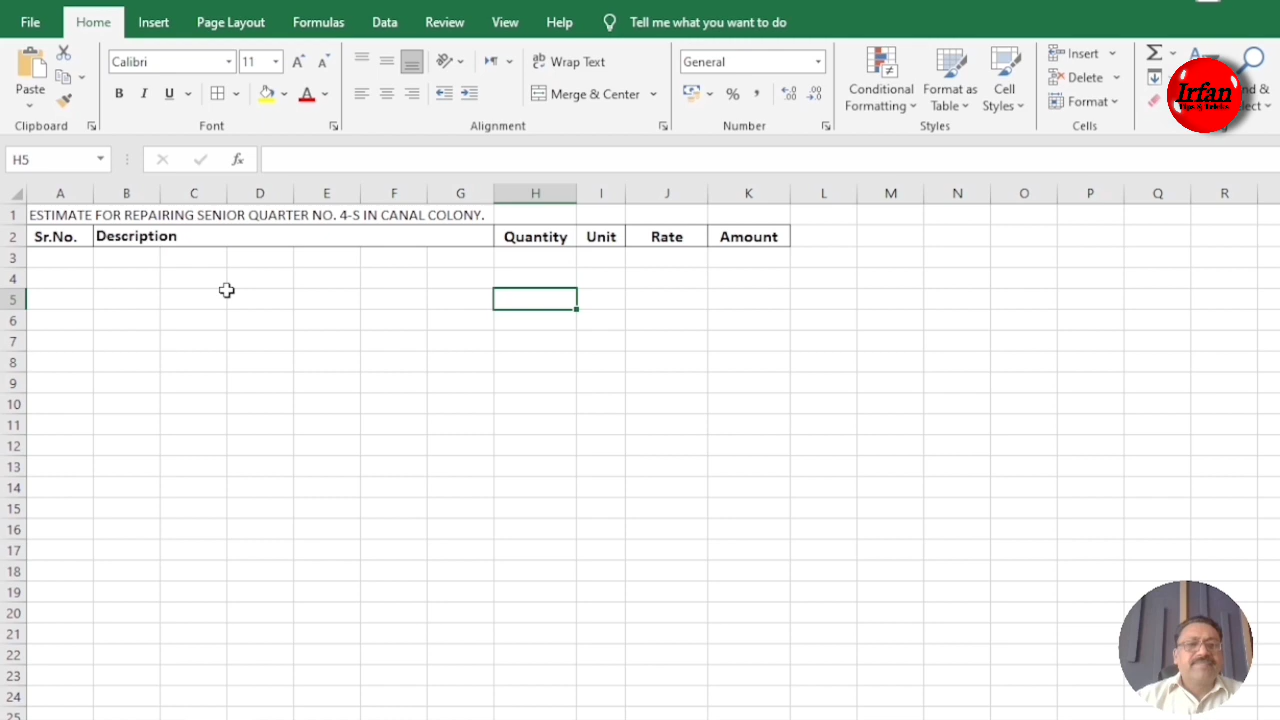 File Home Insert Page Layout Formulas Data Review View Help Tell me what you want to do
Paste
Calibri 11
B I U A
Wrap Text
Merge & Center
General
%
Conditional Formatting
Format as Table
Cell Styles
Insert
Delete
Format
Irfan
Tips & Tricks
Clipboard Font Alignment Number Styles Cells
H5 fx
A B C D E F G H I J K L M N O P Q R
1 ESTIMATE FOR REPAIRING SENIOR QUARTER NO. 4-S IN CANAL COLONY.
2 Sr.No. Description Quantity Unit Rate Amount
3
4
5
6
7
8
9
10
11
12
13
14
15
16
17
18
19
20
21
22
23
24
25